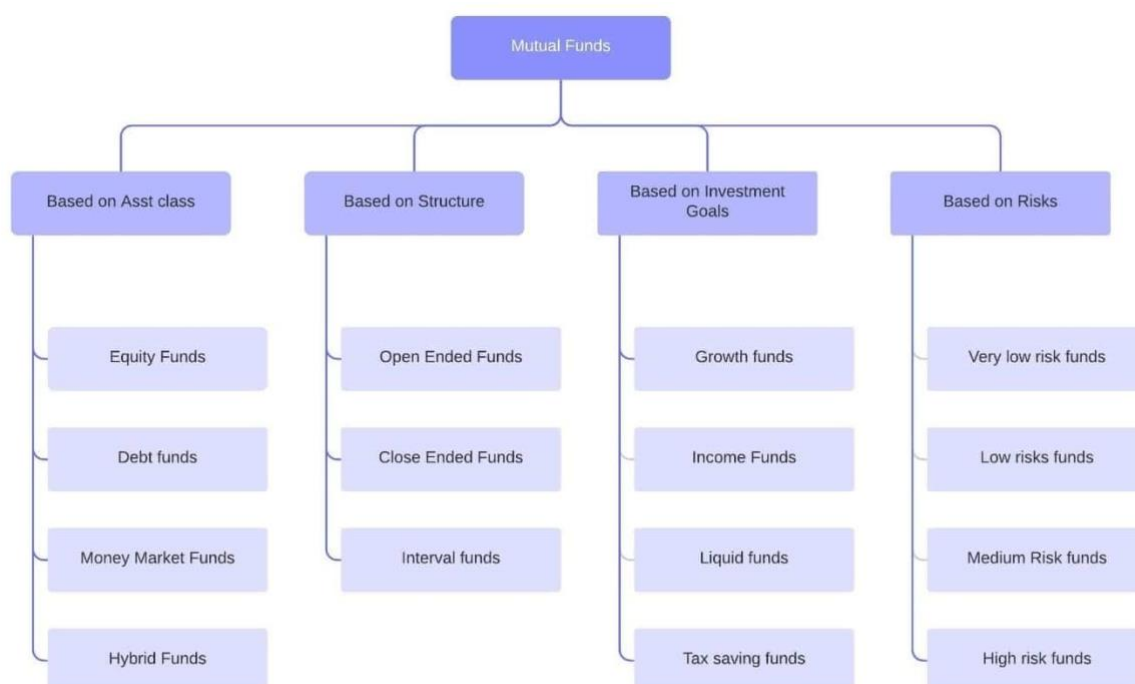 Mutual Funds
Based on Asst class
Based on Structure
Based on Investment
Goals
Based on Risks
Equity Funds
Open Ended Funds
Growth funds
Very low risk funds
Debt funds
Close Ended Funds
Income Funds
Low risks funds
Money Market Funds
Interval funds
Liquid funds
Medium Risk funds
Hybrid Funds
Tax saving funds
High risk funds